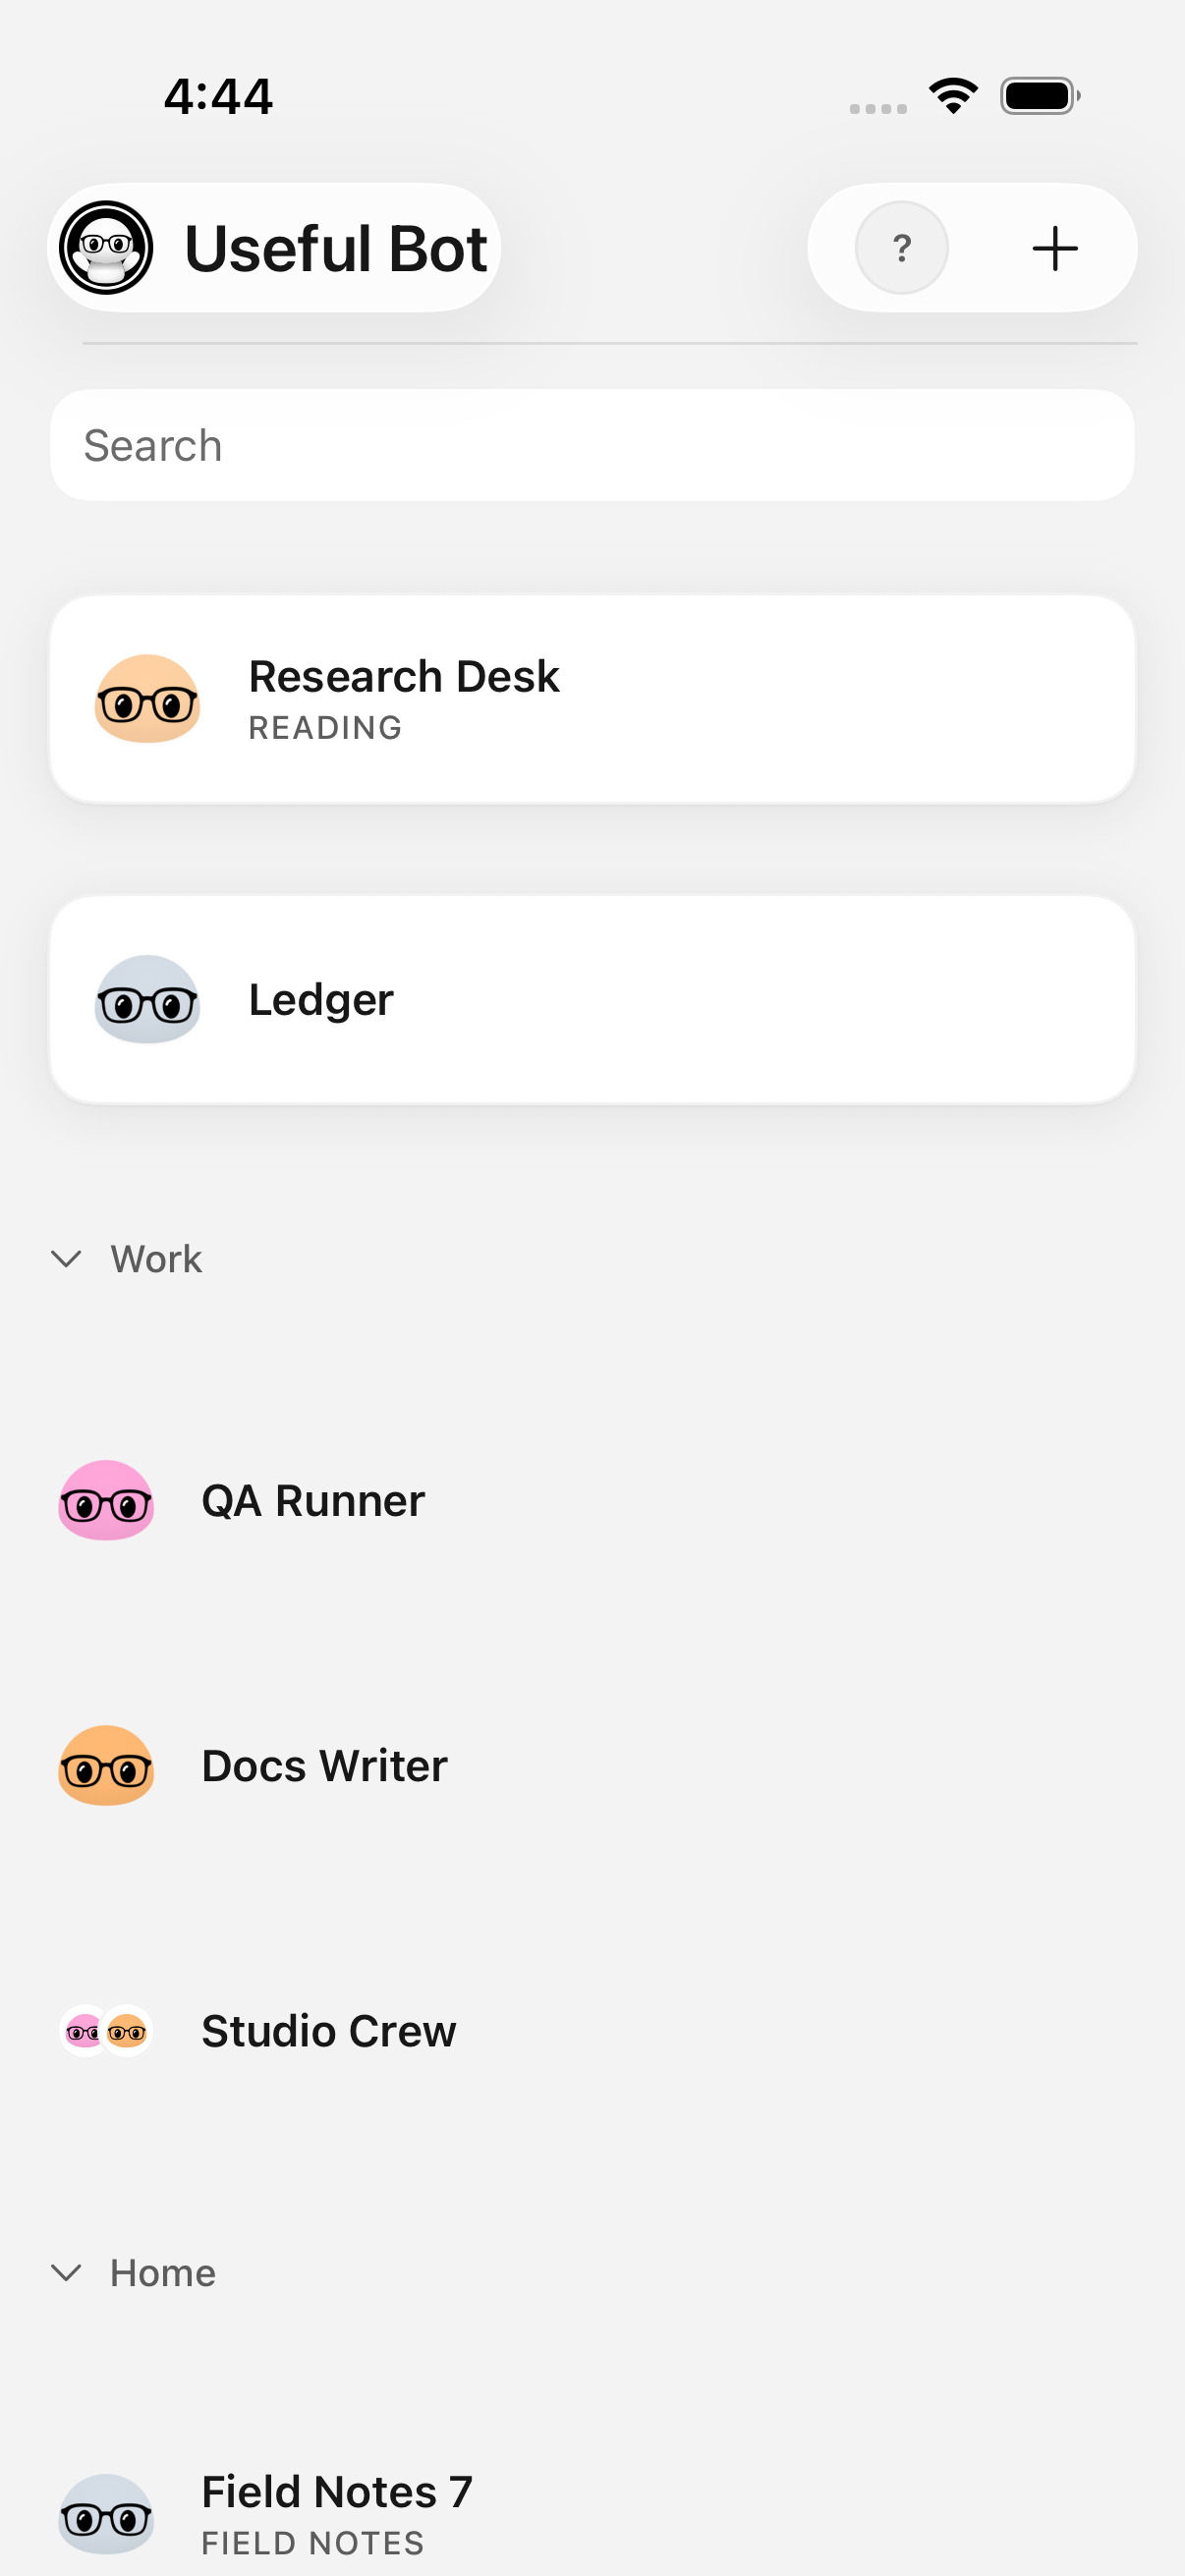 4:44
Useful Bot
?
Search
Research Desk
READING
Ledger
Work
QA Runner
Docs Writer
Studio Crew
Home
Field Notes 7
FIELD NOTES